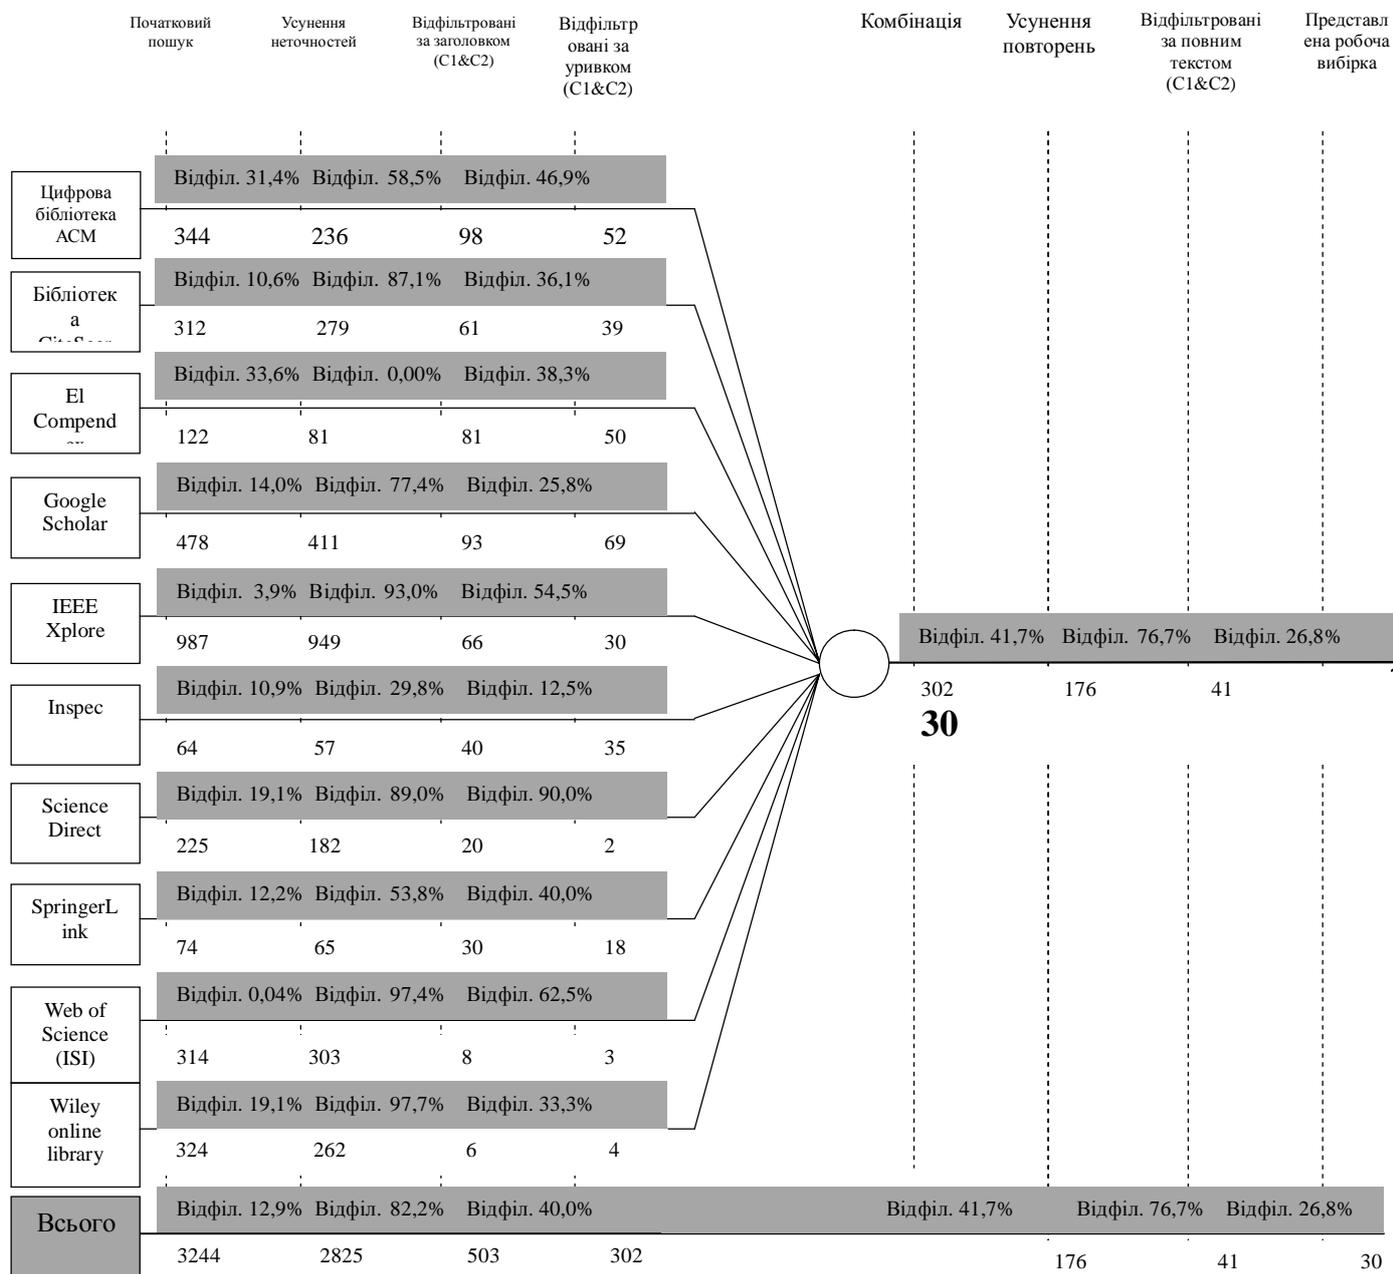 Початковий
пошук
Усунення
неточностей
Відфільтровані
за заголовком
(C1&C2)
Відфільтр
овані за
уривком
(C1&C2)
Комбінація
Усунення
повторень
Відфільтровані
за повним
текстом
(C1&C2)
Представл
ена робоча
вибірка
Цифрова
бібліотека
ACM
Відфіл. 31,4% Відфіл. 58,5% Відфіл. 46,9%
344 236 98 52
Бібліотек
а
Відфіл. 10,6% Відфіл. 87,1% Відфіл. 36,1%
312 279 61 39
El
Compend
Відфіл. 33,6% Відфіл. 0,00% Відфіл. 38,3%
122 81 81 50
Google
Scholar
Відфіл. 14,0% Відфіл. 77,4% Відфіл. 25,8%
478 411 93 69
IEEE
Xplore
Відфіл. 3,9% Відфіл. 93,0% Відфіл. 54,5%
987 949 66 30
Inspec
Відфіл. 10,9% Відфіл. 29,8% Відфіл. 12,5%
64 57 40 35
Science
Direct
Відфіл. 19,1% Відфіл. 89,0% Відфіл. 90,0%
225 182 20 2
SpringerL
ink
Відфіл. 12,2% Відфіл. 53,8% Відфіл. 40,0%
74 65 30 18
Web of
Science
(ISI)
Відфіл. 0,04% Відфіл. 97,4% Відфіл. 62,5%
314 303 8 3
Wiley
online
library
Відфіл. 19,1% Відфіл. 97,7% Відфіл. 33,3%
324 262 6 4
Відфіл. 41,7% Відфіл. 76,7% Відфіл. 26,8%
302 176 41
30
Всього
Відфіл. 12,9% Відфіл. 82,2% Відфіл. 40,0% Відфіл. 41,7% Відфіл. 76,7% Відфіл. 26,8%
3244 2825 503 302 176 41 30